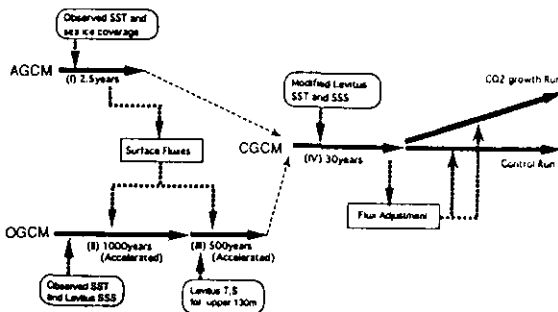 Observed SST and
sea ice coverage
AGCM
(I) 2.5years
Surface Fluxes
OGCM
(II) 1000years
(Accelerated)
(III) 500years
(Accelerated)
Observed SST
and Levitus SSS
Levitus T,S
for upper 130m
Modified Levitus
SST and SSS
CGCM
(IV) 30years
Flux Adjustment
CO2 growth Run
Control Run